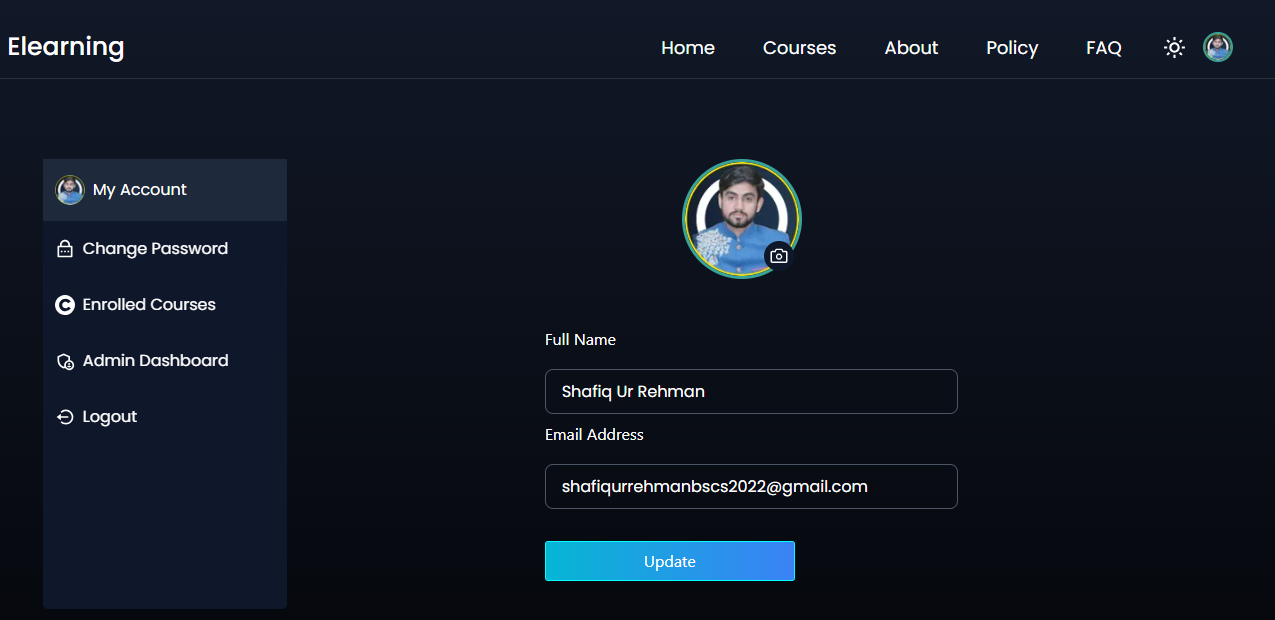 Elearning
Home Courses About Policy FAQ
My Account
Change Password
Enrolled Courses
Admin Dashboard
Logout
Full Name
Shafiq Ur Rehman
Email Address
shafiqurrehmanbscs2022@gmail.com
Update